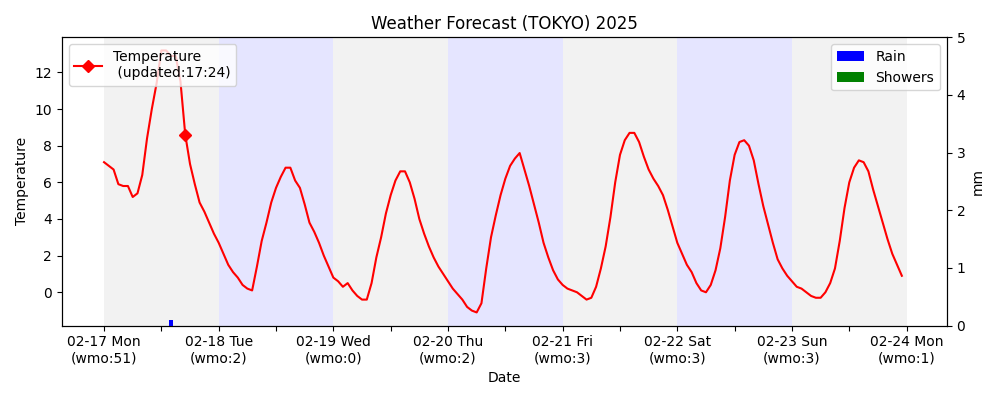 Weather Forecast (TOKYO) 2025
Temperature
(updated:17:24)
Rain
Showers
Temperature
12
10
8
6
4
2
0
5
4
3
2
1
0
mm
02-17 Mon
(wmo:51)
02-18 Tue
(wmo:2)
02-19 Wed
(wmo:0)
02-20 Thu
(wmo:2)
02-21 Fri
(wmo:3)
02-22 Sat
(wmo:3)
02-23 Sun
(wmo:3)
02-24 Mon
(wmo:1)
Date